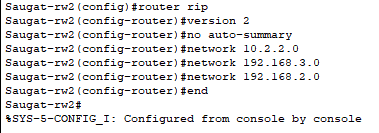 Saugat-rw2(config)#router rip
Saugat-rw2(config-router)#version 2
Saugat-rw2(config-router)#no auto-summary
Saugat-rw2(config-router)#network 10.2.2.0
Saugat-rw2(config-router)#network 192.168.3.0
Saugat-rw2(config-router)#network 192.168.2.0
Saugat-rw2(config-router)#end
Saugat-rw2#
%SYS-5-CONFIG_I: Configured from console by console